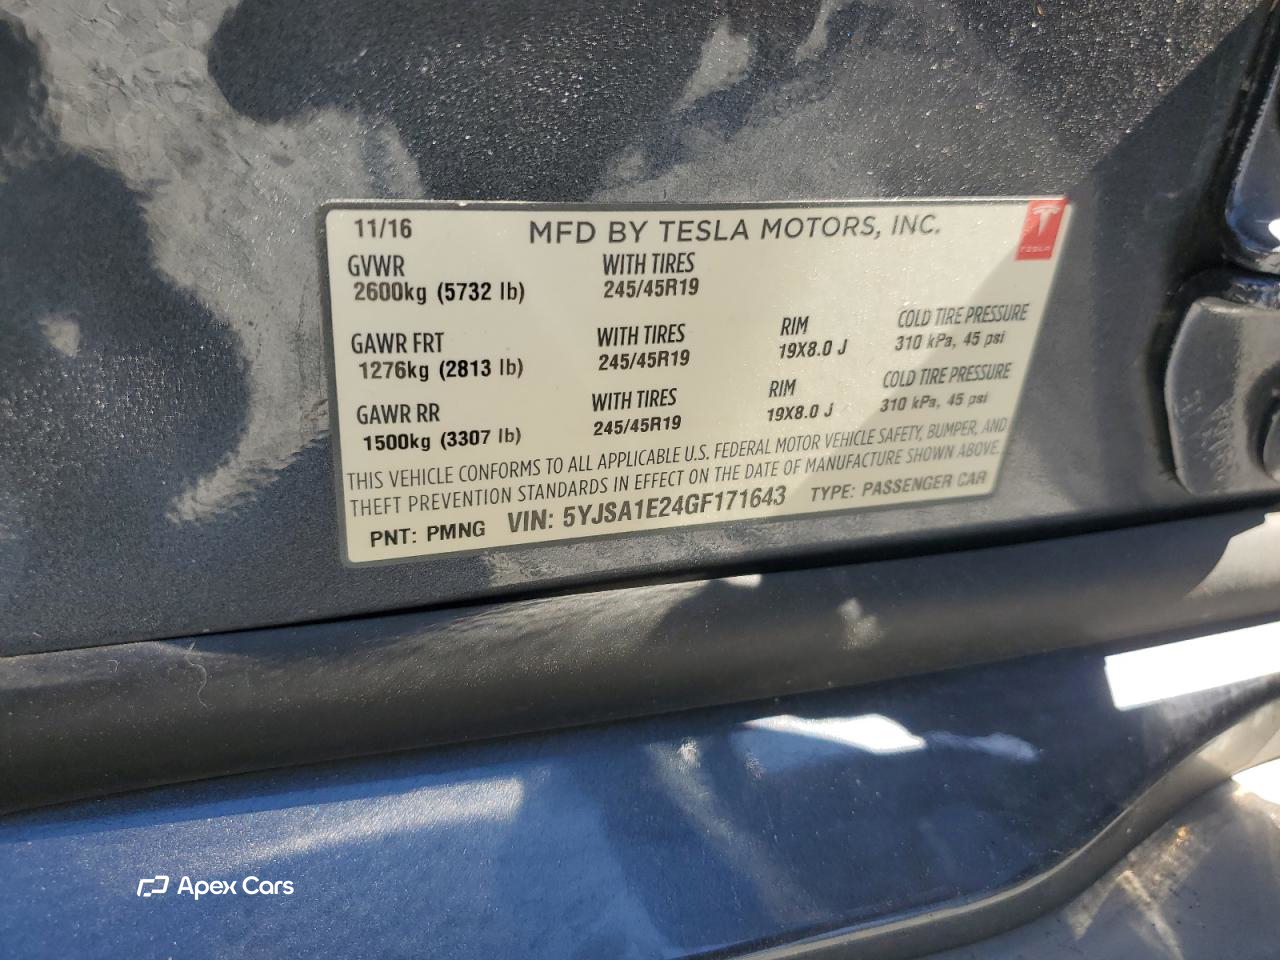 11/16 MFD BY TESLA MOTORS, INC. TESLA
GVWR WITH TIRES
2600kg (5732 lb) 245/45R19
GAWR FRT WITH TIRES RIM COLD TIRE PRESSURE
1276kg (2813 lb) 245/45R19 19X8.0 J 310 kPa, 45 psi
GAWR RR WITH TIRES RIM COLD TIRE PRESSURE
1500kg (3307 lb) 245/45R19 19X8.0 J 310 kPa, 45 psi
THIS VEHICLE CONFORMS TO ALL APPLICABLE U.S. FEDERAL MOTOR VEHICLE SAFETY, BUMPER, AND
THEFT PREVENTION STANDARDS IN EFFECT ON THE DATE OF MANUFACTURE SHOWN ABOVE.
PNT: PMNG VIN: 5YJSA1E24GF171643 TYPE: PASSENGER CAR
Apex Cars